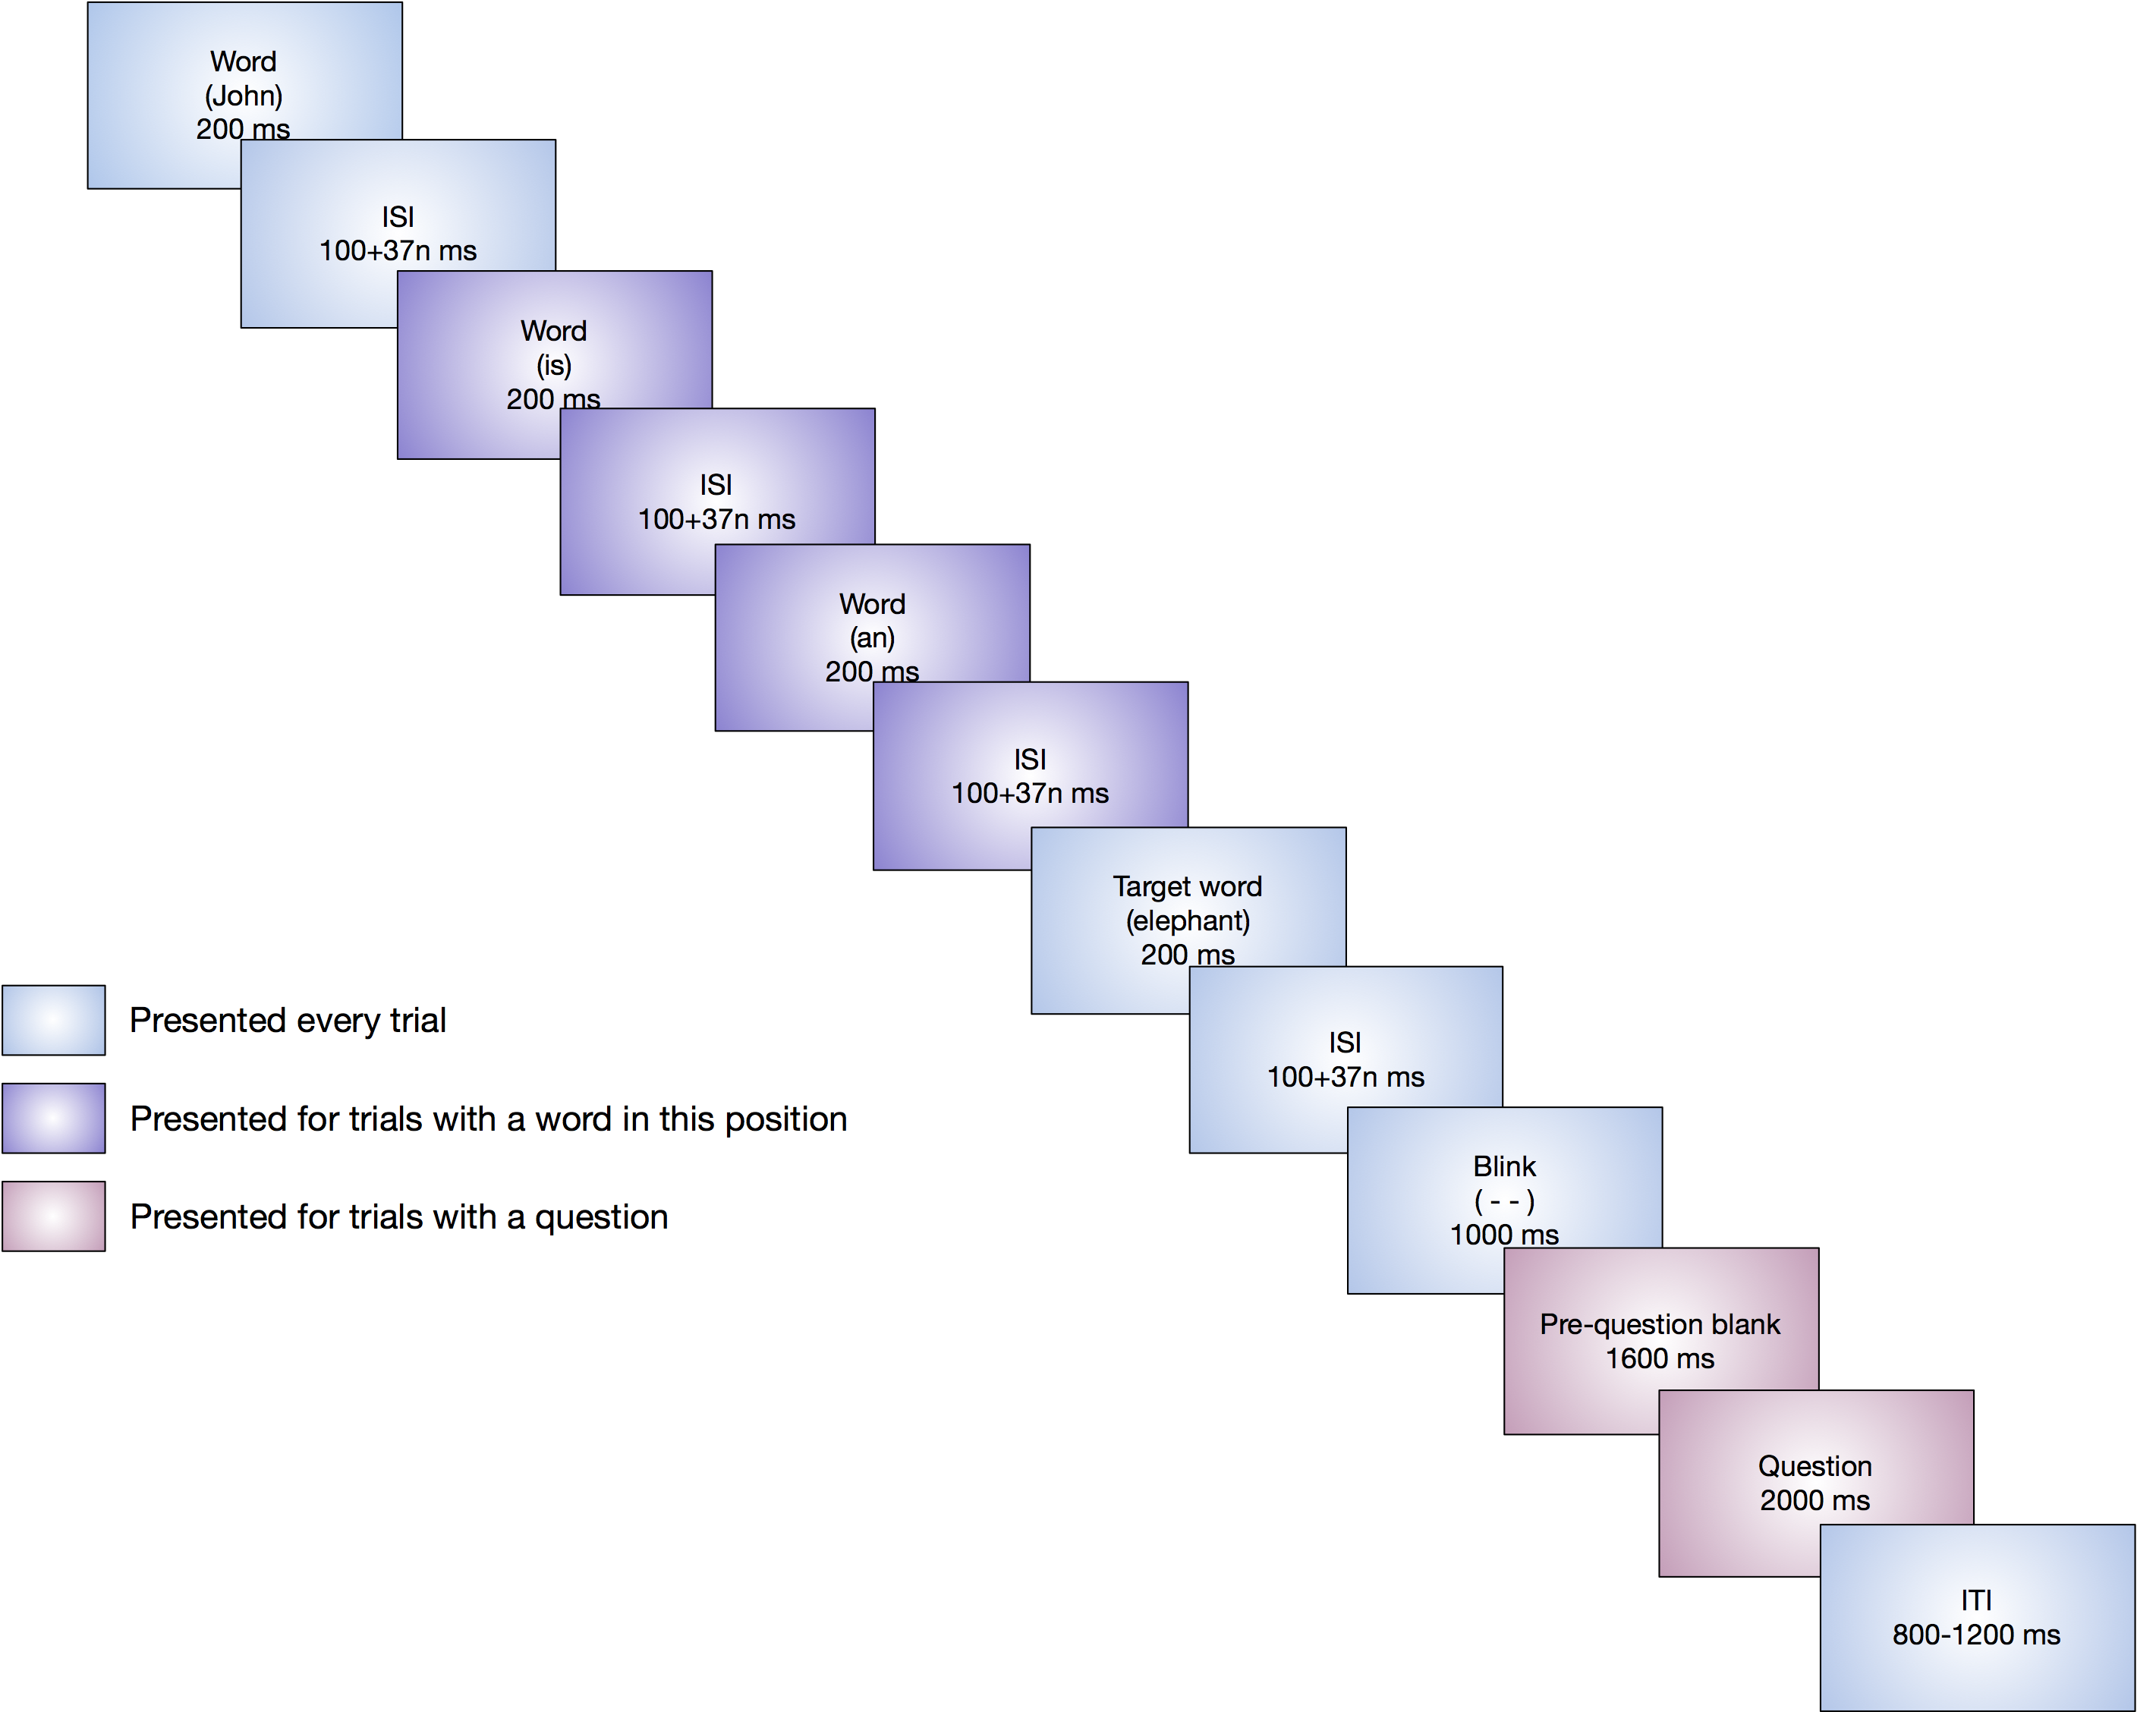 Word
(John)
200 ms
ISI
100+37n ms
Word
(is)
200 ms
ISI
100+37n ms
Word
(an)
200 ms
ISI
100+37n ms
Target word
(elephant)
200 ms
ISI
100+37n ms
Blink
( - - )
1000 ms
Pre-question blank
1600 ms
Question
2000 ms
ITI
800-1200 ms
Presented every trial
Presented for trials with a word in this position
Presented for trials with a question